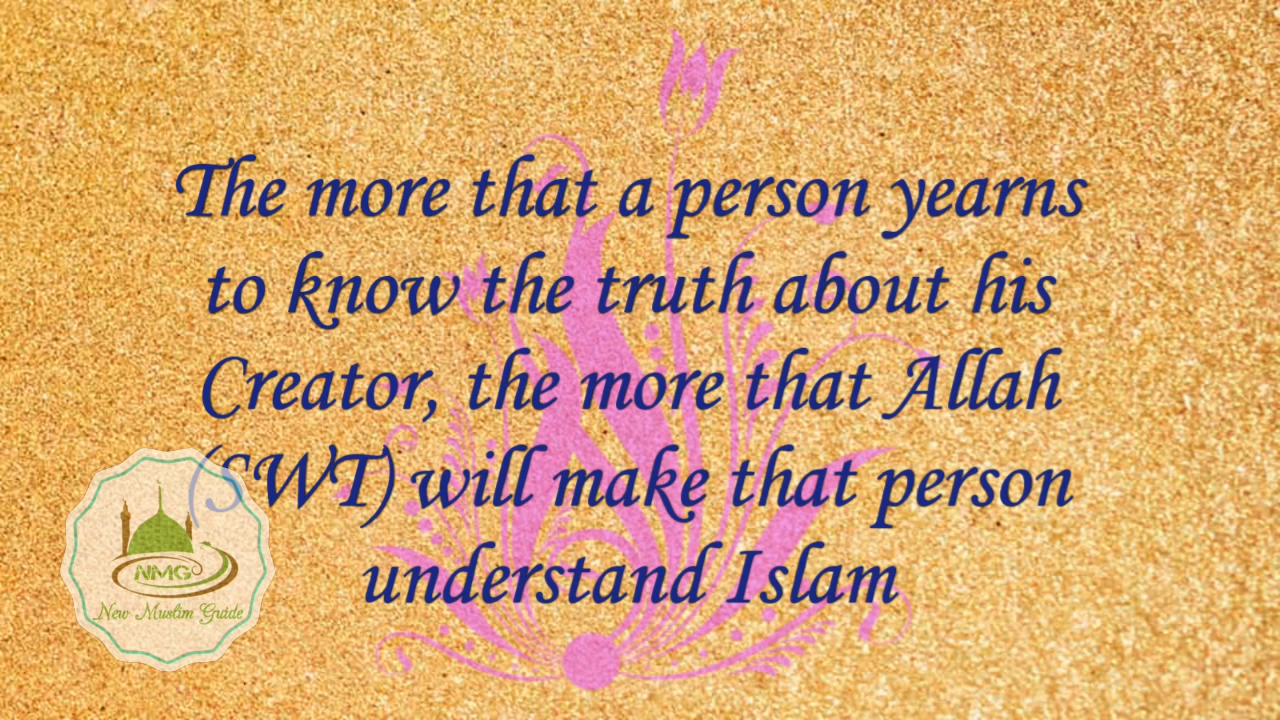 The more that a person yearns
to know the truth about his
Creator, the more that Allah
(SWT) will make that person
understand Islam
NMG
New Muslim Guide